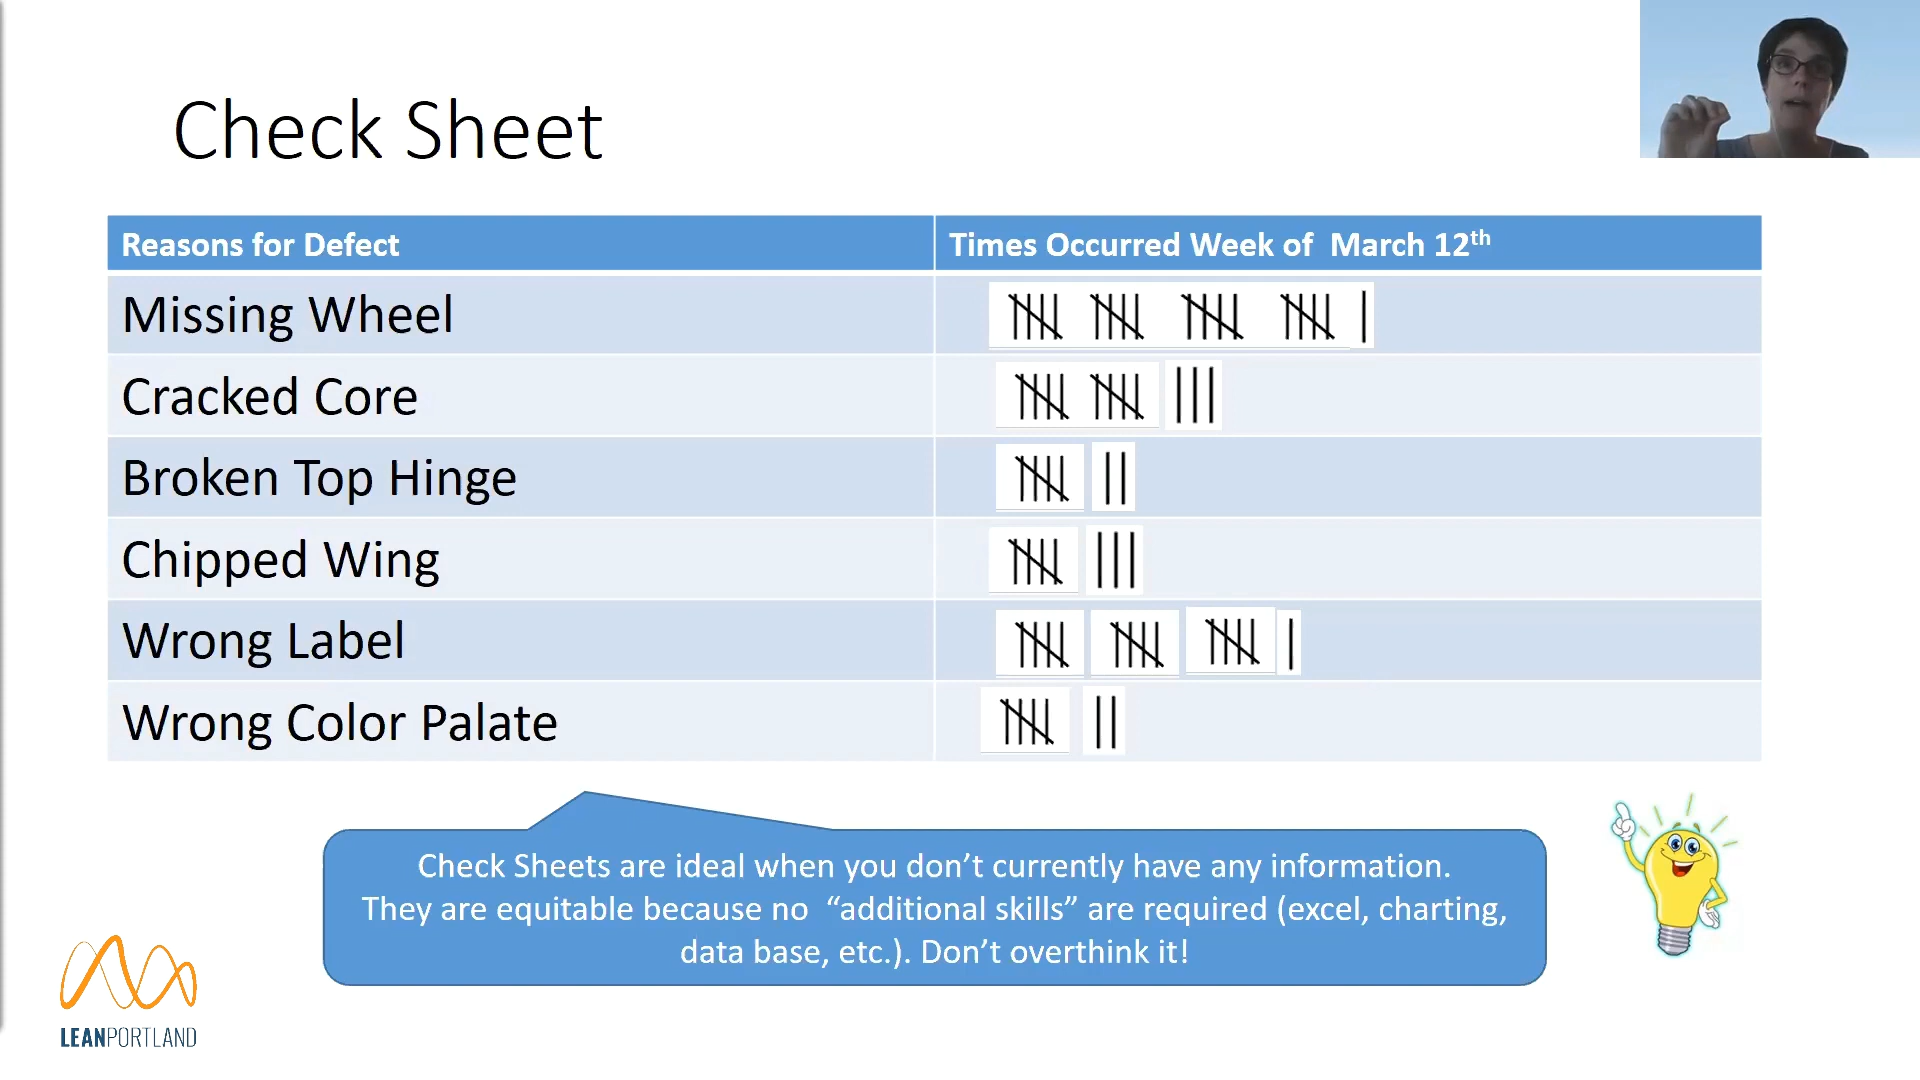 Check Sheet
Reasons for Defect
Times Occurred Week of  March 12th
Missing Wheel
Cracked Core
Broken Top Hinge
Chipped Wing
Wrong Label
Wrong Color Palate
Check Sheets are ideal when you don’t currently have any information.
They are equitable because no “additional skills” are required (excel, charting,
data base, etc.). Don’t overthink it!
LEANPORTLAND